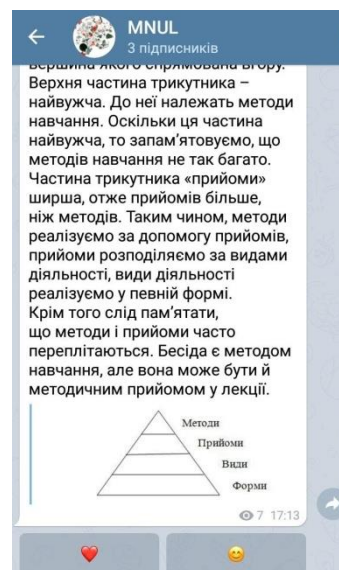 MNUL
3 підписників
вершина якого спрямована вгору.
Верхня частина трикутника –
найвужча. До неї належать методи
навчання. Оскільки ця частина
найвужча, то запам’ятовуємо, що
методів навчання не так багато.
Частина трикутника «прийоми»
ширша, отже прийомів більше,
ніж методів. Таким чином, методи
реалізуємо за допомогу прийомів,
прийоми розподіляємо за видами
діяльності, види діяльності
реалізуємо у певній формі.
Крім того слід пам’ятати,
що методи і прийоми часто
переплітаються. Бесіда є методом
навчання, але вона може бути й
методичним прийомом у лекції.
Методи
Прийоми
Види
Форми
7 17:13